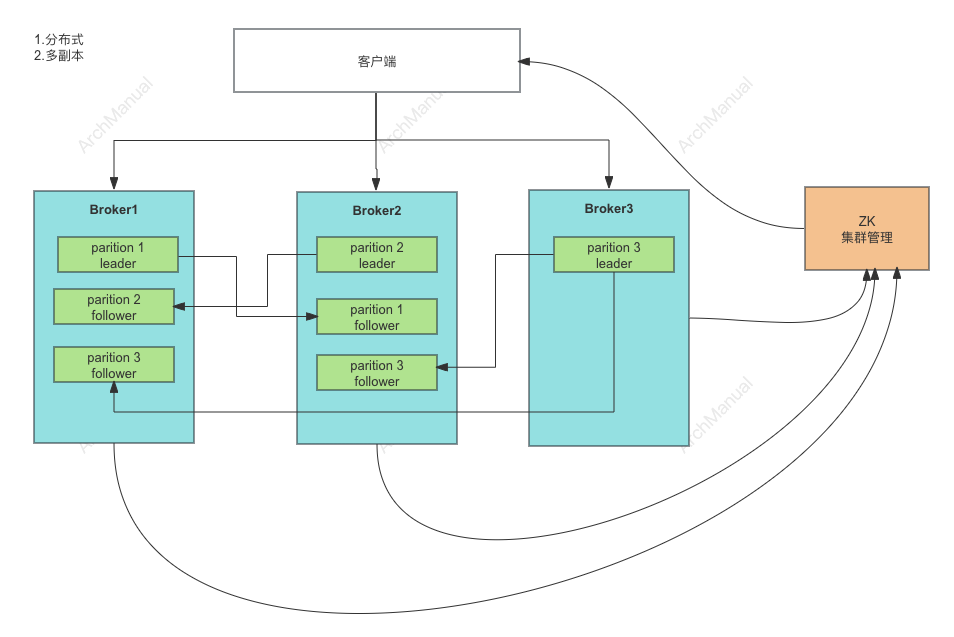 1.分布式
2.多副本
客户端
ArchManual
ArchManual
ArchManual
Broker1
parition 1
leader
parition 2
follower
parition 3
follower
Broker2
parition 2
leader
parition 1
follower
parition 3
follower
Broker3
parition 3
leader
ZK
集群管理
ArchManual